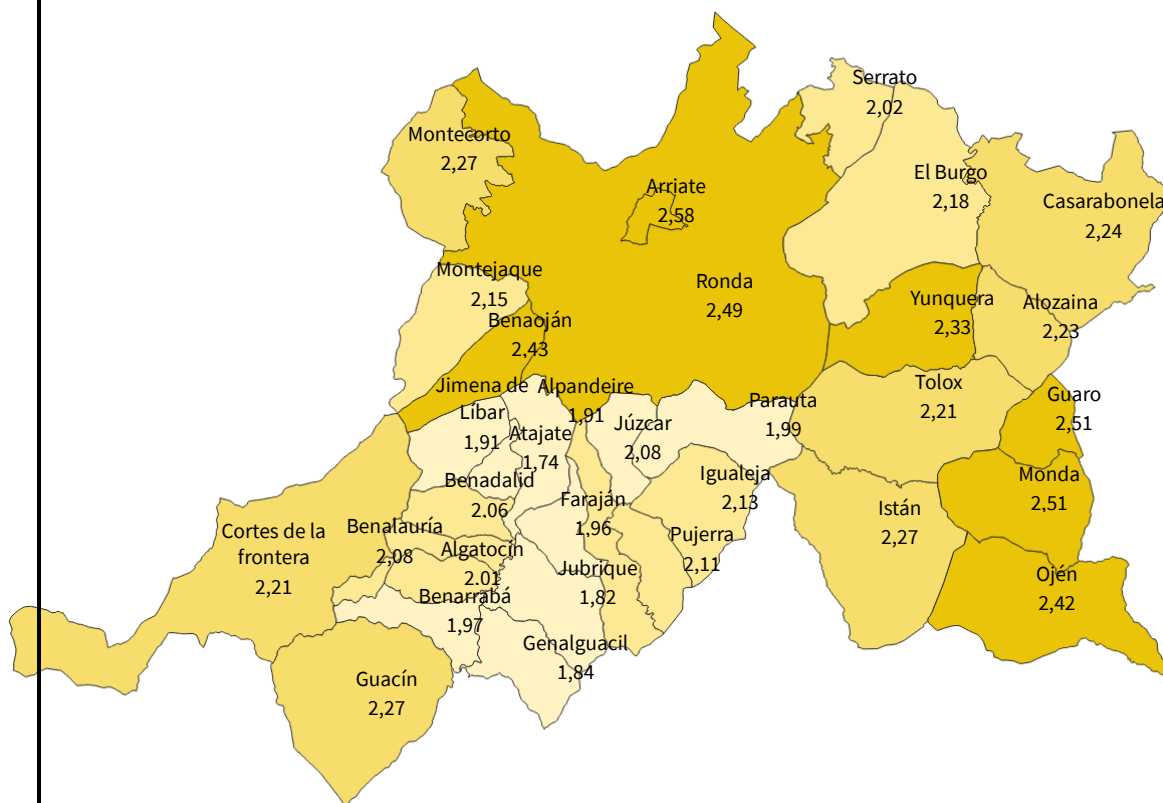 Serrato
2,02
Montecorto
2,27
El Burgo
2,18
Arriate
2,58
Casarabonela
2,24
Montejaque
2,15
Ronda
2,49
Yunquera
2,33
Alozaina
2,23
Benaoján
2,43
Jimena de
Líbar
1,91
Alpandeire
1,91
Tolox
2,21
Guaro
2,51
Parauta
1,99
Júzcar
2,08
Atajate
1,74
Igualeja
2,13
Monda
2,51
Benadalid
2,06
Faraján
1,96
Istán
2,27
Cortes de la
frontera
2,21
Benalauría
2,08
Pujerra
2,11
Algatocín
2,01
Jubrique
1,82
Ojén
2,42
Benarrabá
1,97
Genalguacil
1,84
Guacín
2,27